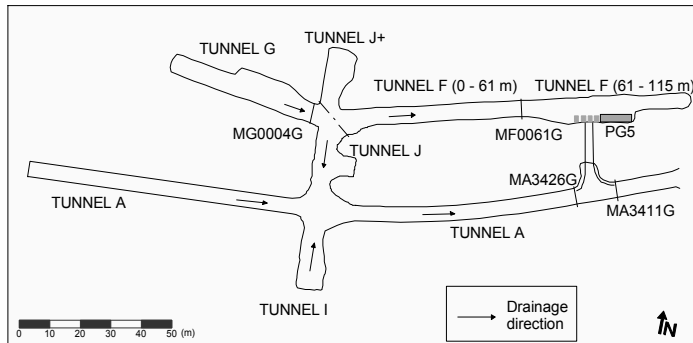 TUNNEL J+
TUNNEL G
TUNNEL F (0 - 61 m)
TUNNEL F (61 - 115 m)
MG0004G
MF0061G
PG5
TUNNEL J
MA3426G
TUNNEL A
MA3411G
TUNNEL A
TUNNEL I
0 10 20 30 40 50 (m)
Drainage
direction
N